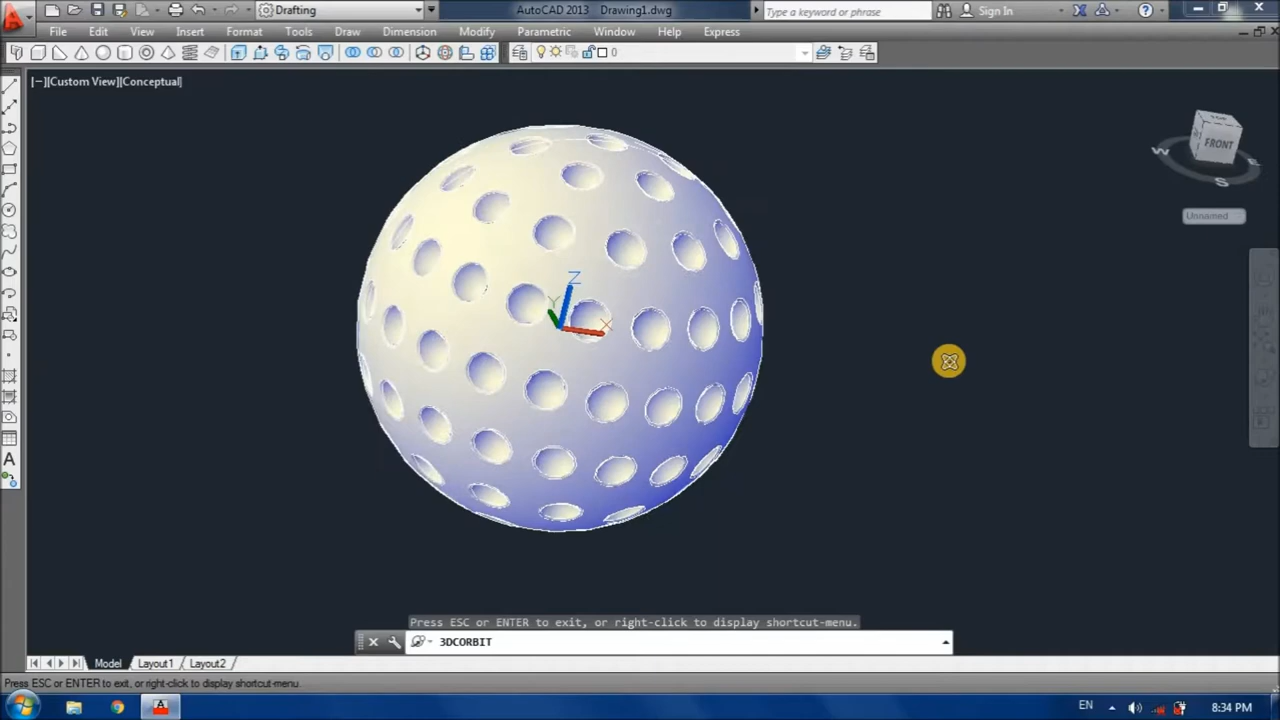 Drafting
AutoCAD 2013 Drawing1.dwg
Type a keyword or phrase
Sign In
File Edit View Insert Format Tools Draw Dimension Modify Parametric Window Help Express
0
[−][Custom View][Conceptual]
FRONT
W
S
E
Unnamed
Z
Y
X
A
Press ESC or ENTER to exit, or right-click to display shortcut-menu.
3DCORBIT
Model Layout1 Layout2
Press ESC or ENTER to exit, or right-click to display shortcut-menu.
EN
8:34 PM